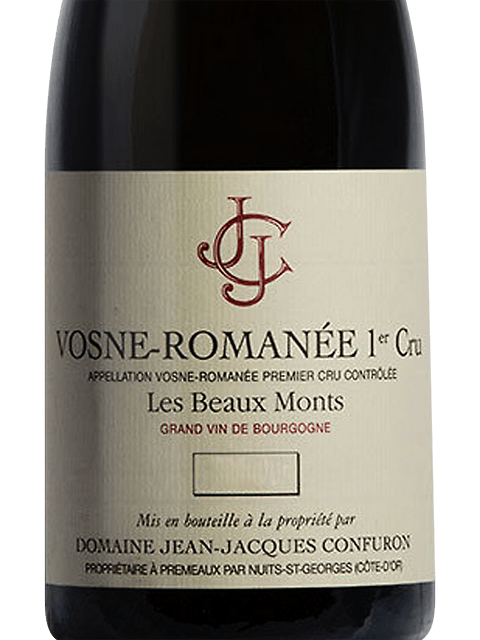 JJC
VOSNE-ROMANÉE 1er Cru
APPELLATION VOSNE-ROMANÉE PREMIER CRU CONTRÔLÉE
Les Beaux Monts
GRAND VIN DE BOURGOGNE
Mis en bouteille à la propriété par
DOMAINE JEAN-JACQUES CONFURON
PROPRIÉTAIRE À PREMEAUX PAR NUITS-ST-GEORGES (CÔTE-D'OR)